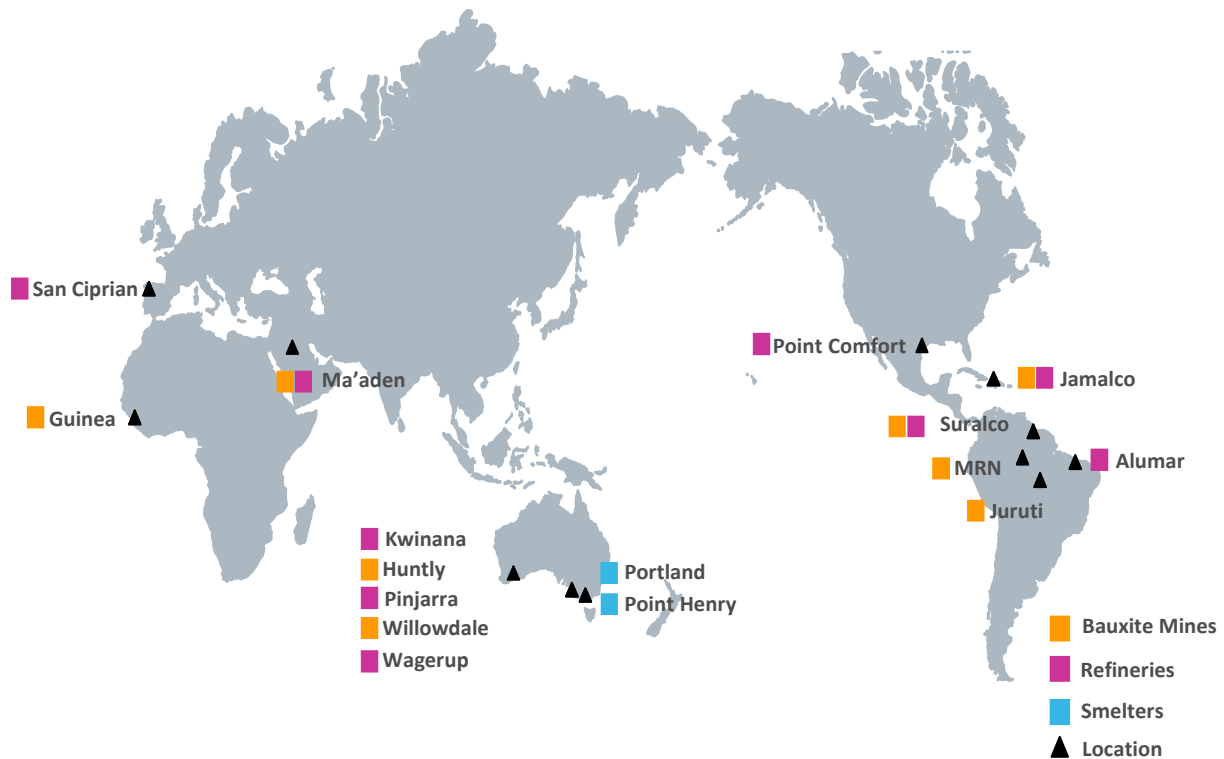 San Ciprian
Ma'aden
Guinea
Point Comfort
Jamalco
Suralco
MRN
Alumar
Juruti
Kwinana
Huntly
Pinjarra
Willowdale
Wagerup
Portland
Point Henry
Bauxite Mines
Refineries
Smelters
Location